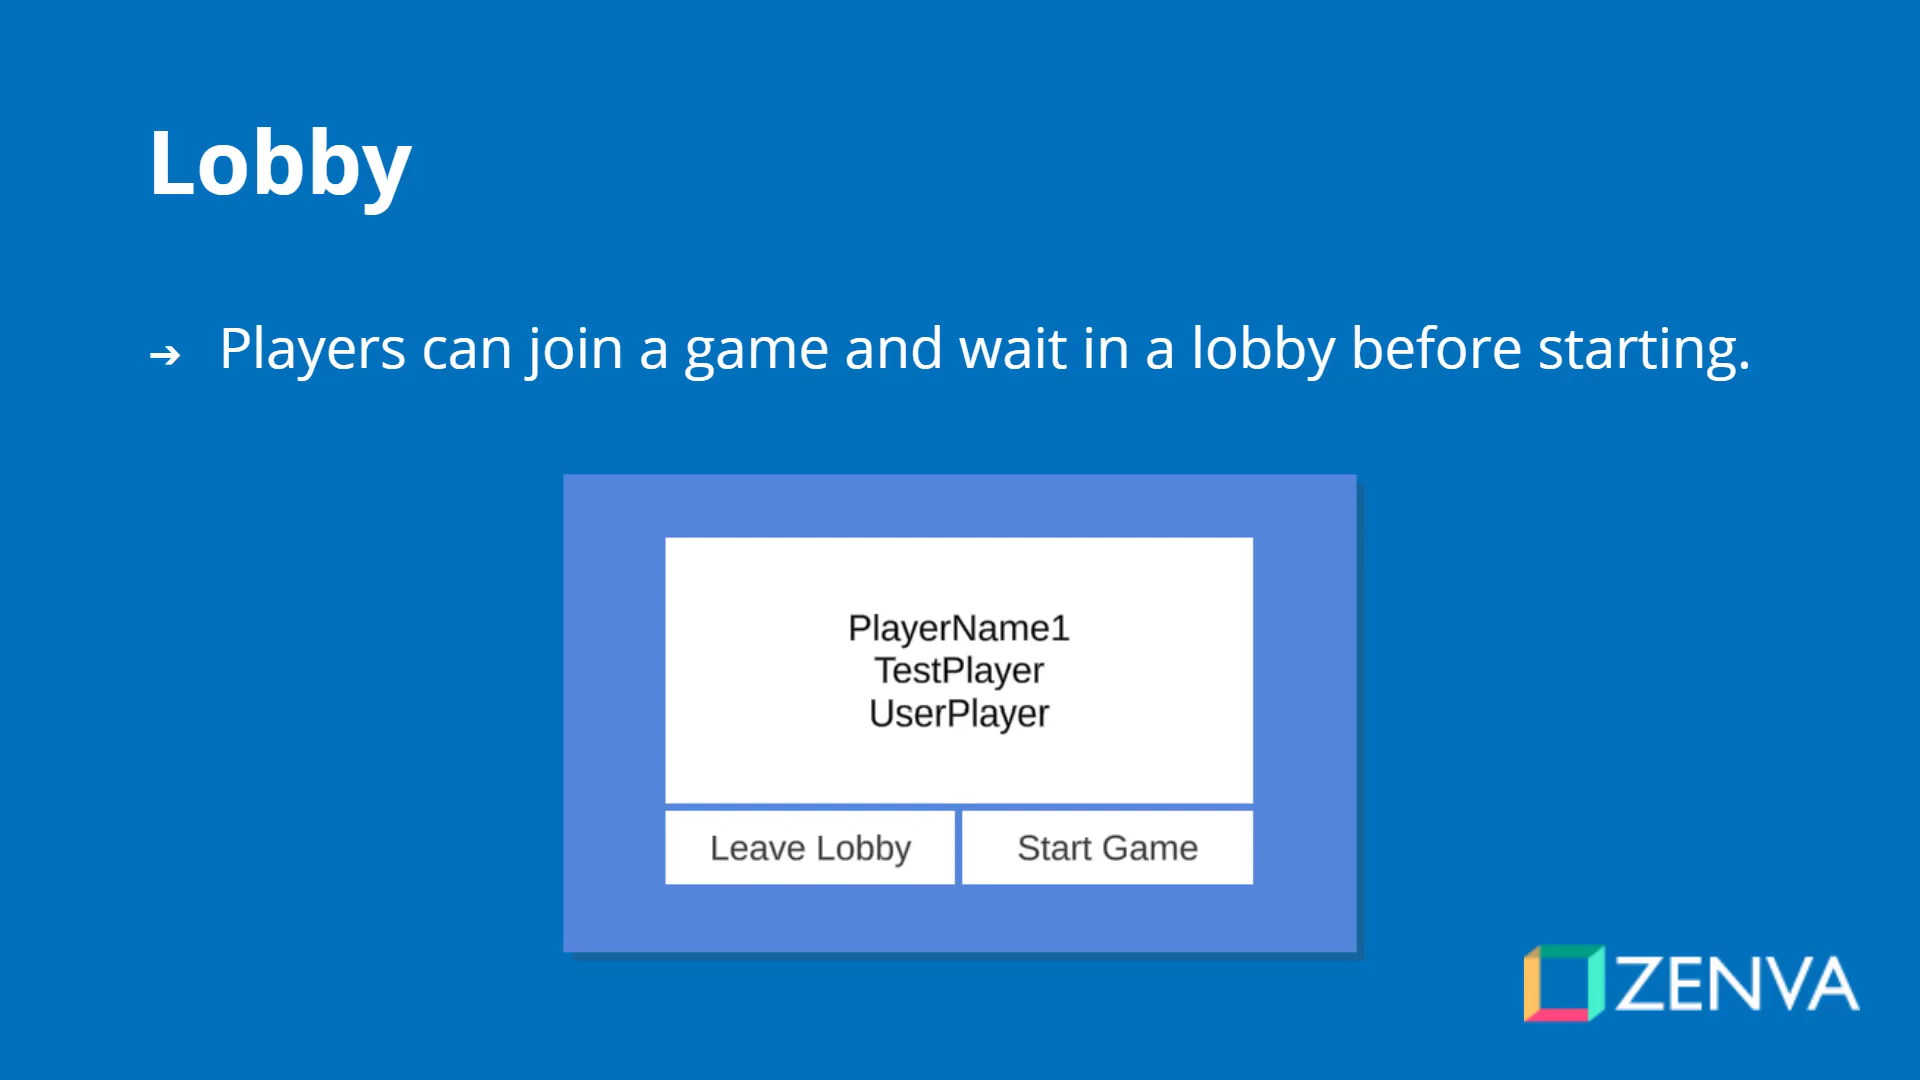 Lobby
➔ Players can join a game and wait in a lobby before starting.
PlayerName1
TestPlayer
UserPlayer
Leave Lobby
Start Game
ZENVA